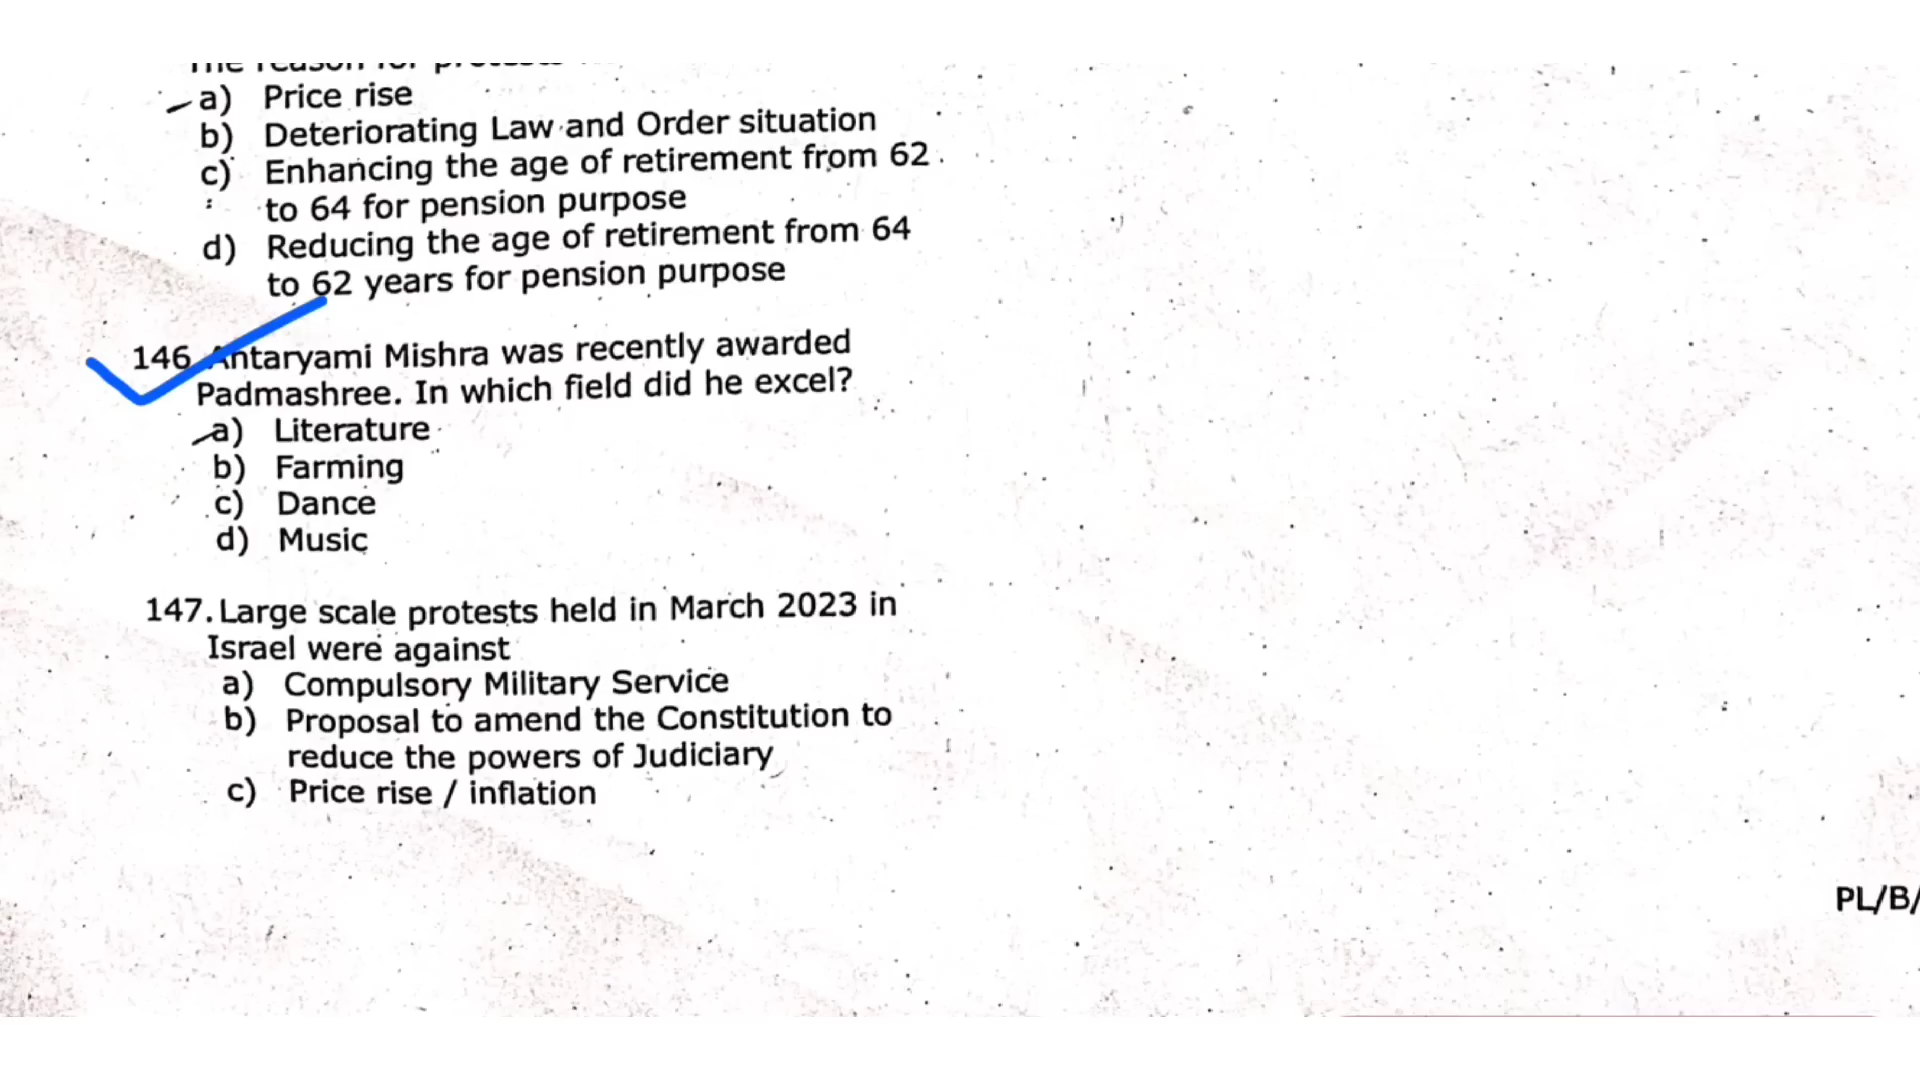 The reason for protests
a) Price rise
b) Deteriorating Law and Order situation
c) Enhancing the age of retirement from 62
to 64 for pension purpose
d) Reducing the age of retirement from 64
to 62 years for pension purpose
146. Antaryami Mishra was recently awarded
Padmashree. In which field did he excel?
a) Literature
b) Farming
c) Dance
d) Music
147. Large scale protests held in March 2023 in
Israel were against
a) Compulsory Military Service
b) Proposal to amend the Constitution to
reduce the powers of Judiciary
c) Price rise / inflation
PL/B/